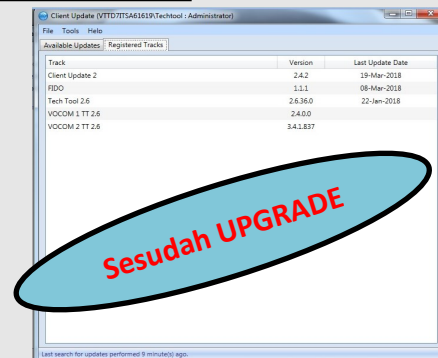 Client Update (VTTD7ITSA61619\Techtool : Administrator)
File Tools Help
Available Updates Registered Tracks
Track Version Last Update Date
Client Update 2 2.4.2 19-Mar-2018
FIDO 1.1.1 08-Mar-2018
Tech Tool 2.6 2.6.36.0 22-Jan-2018
VOCOM 1 TT 2.6 2.4.0.0
VOCOM 2 TT 2.6 3.4.1.837
Sesudah UPGRADE
Last search for updates performed 9 minute(s) ago.